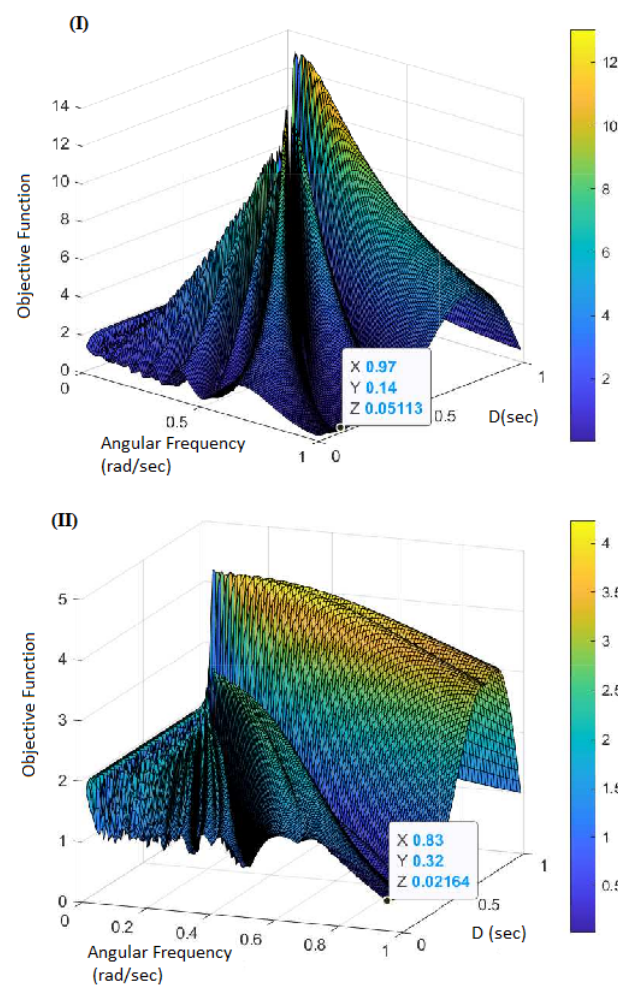 (I)
14
12
10
8
6
4
2
0
Objective Function
0
0.5
1
Angular Frequency
(rad/sec)
0
0.5
1
D(sec)
X 0.97
Y 0.14
Z 0.05113
12
8
6
2
(II)
5
4
3
2
1
0
Objective Function
0
0.2
0.4
0.6
0.8
1
Angular Frequency
(rad/sec)
0
0.5
1
D (sec)
X 0.83
Y 0.32
Z 0.02164
4
3.
2.5
2
1.5
1
0.5